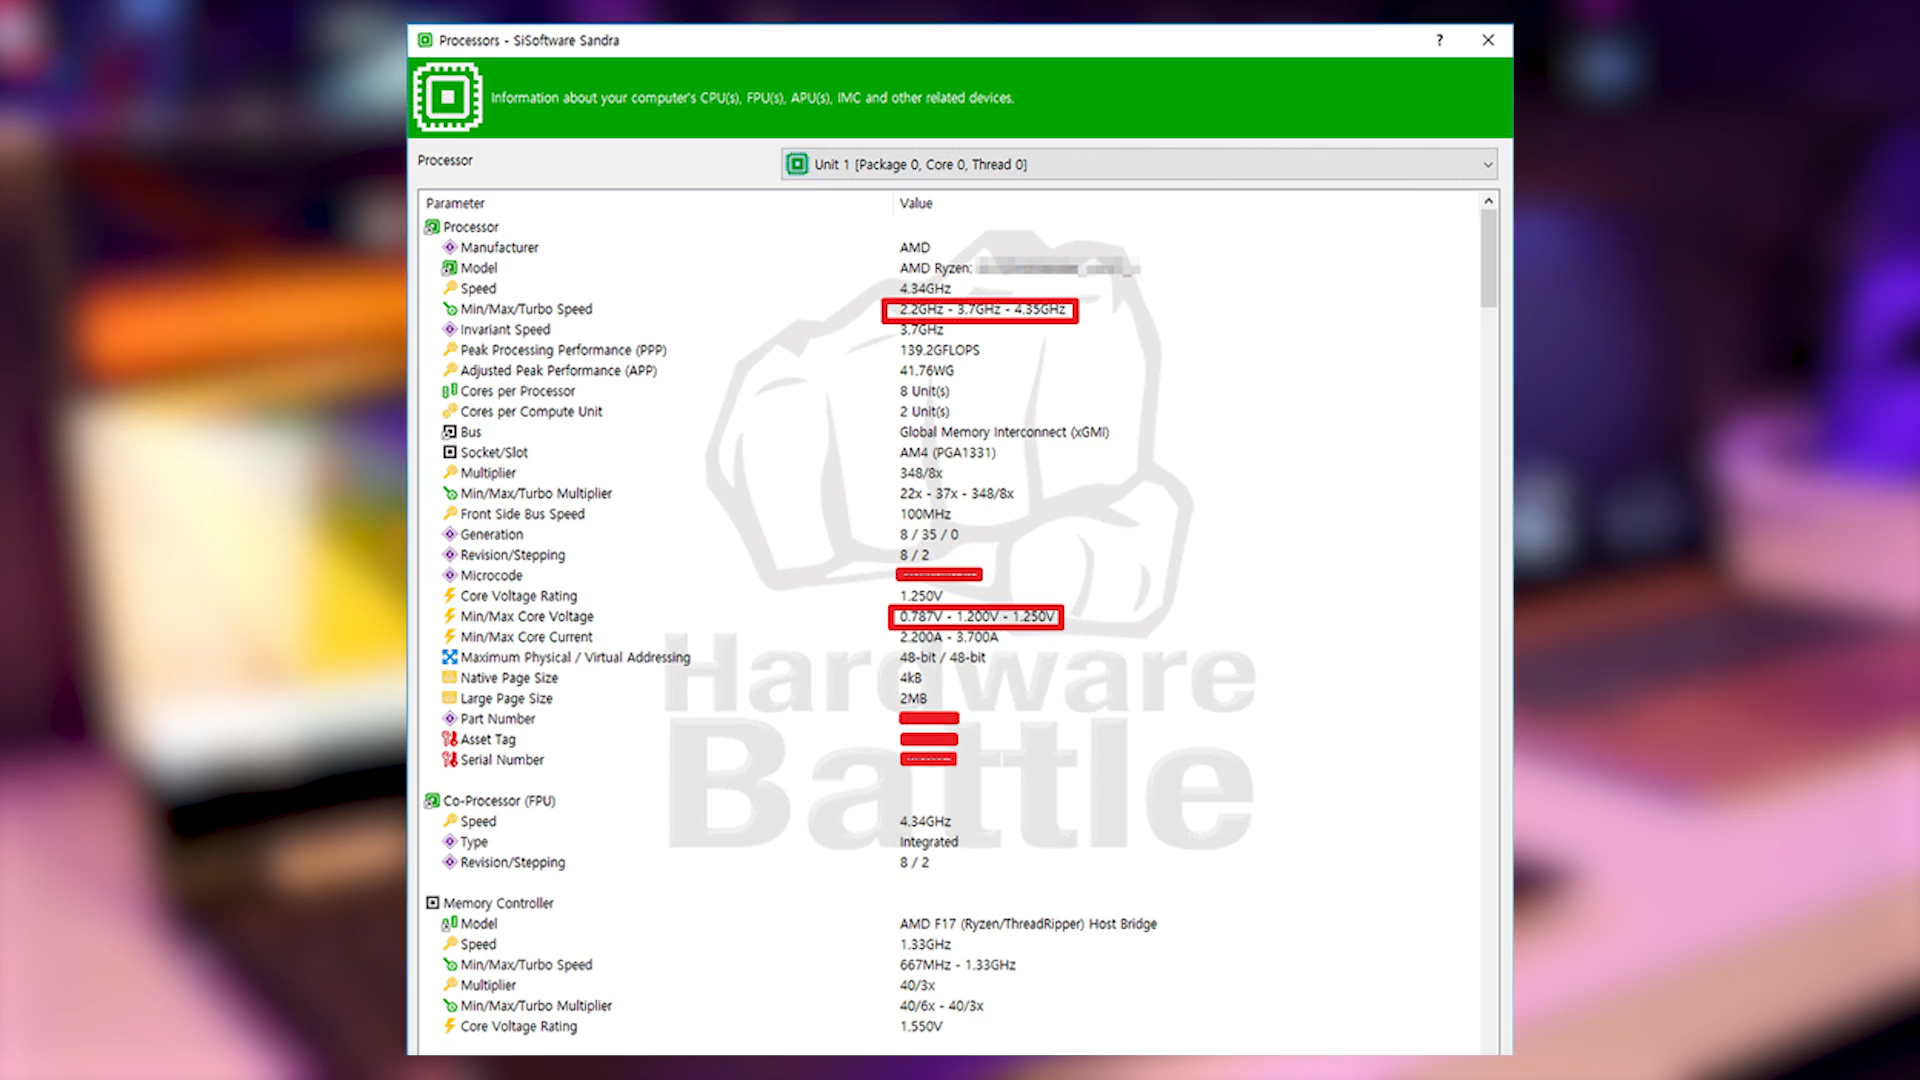 Processors - SiSoftware Sandra
?
Information about your computer's CPU(s), FPU(s), APU(s), IMC and other related devices.
Processor
Unit 1 [Package 0, Core 0, Thread 0]
Parameter Value
Processor
Manufacturer AMD
Model AMD Ryzen:
Speed 4.34GHz
Min/Max/Turbo Speed 2.2GHz - 3.7GHz - 4.35GHz
Invariant Speed 3.7GHz
Peak Processing Performance (PPP) 139.2GFLOPS
Adjusted Peak Performance (APP) 41.76WG
Cores per Processor 8 Unit(s)
Cores per Compute Unit 2 Unit(s)
Bus Global Memory Interconnect (xGMI)
Socket/Slot AM4 (PGA1331)
Multiplier 348/8x
Min/Max/Turbo Multiplier 22x - 37x - 348/8x
Front Side Bus Speed 100MHz
Generation 8 / 35 / 0
Revision/Stepping 8 / 2
Microcode
Core Voltage Rating 1.250V
Min/Max Core Voltage 0.787V - 1.200V - 1.250V
Min/Max Core Current 2.200A - 3.700A
Maximum Physical / Virtual Addressing 48-bit / 48-bit
Native Page Size 4kB
Large Page Size 2MB
Part Number
Asset Tag
Serial Number
Co-Processor (FPU)
Speed 4.34GHz
Type Integrated
Revision/Stepping 8 / 2
Memory Controller
Model AMD F17 (Ryzen/ThreadRipper) Host Bridge
Speed 1.33GHz
Min/Max/Turbo Speed 667MHz - 1.33GHz
Multiplier 40/3x
Min/Max/Turbo Multiplier 40/6x - 40/3x
Core Voltage Rating 1.550V
Hardware
Battle